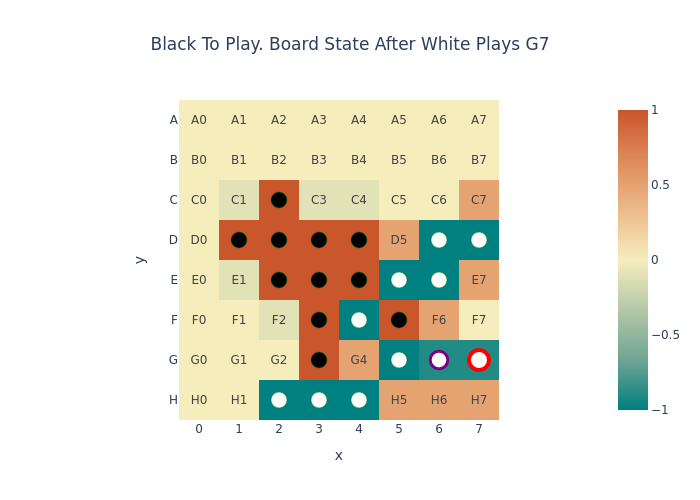 Black To Play. Board State After White Plays G7
A A0 A1 A2 A3 A4 A5 A6 A7
B B0 B1 B2 B3 B4 B5 B6 B7
C C0 C1 C3 C4 C5 C6 C7
D D0 D5
E E0 E1 E7
F F0 F1 F2 F6 F7
G G0 G1 G2 G4
H H0 H1 H5 H6 H7
0 1 2 3 4 5 6 7
x
y
1
0.5
0
−0.5
−1